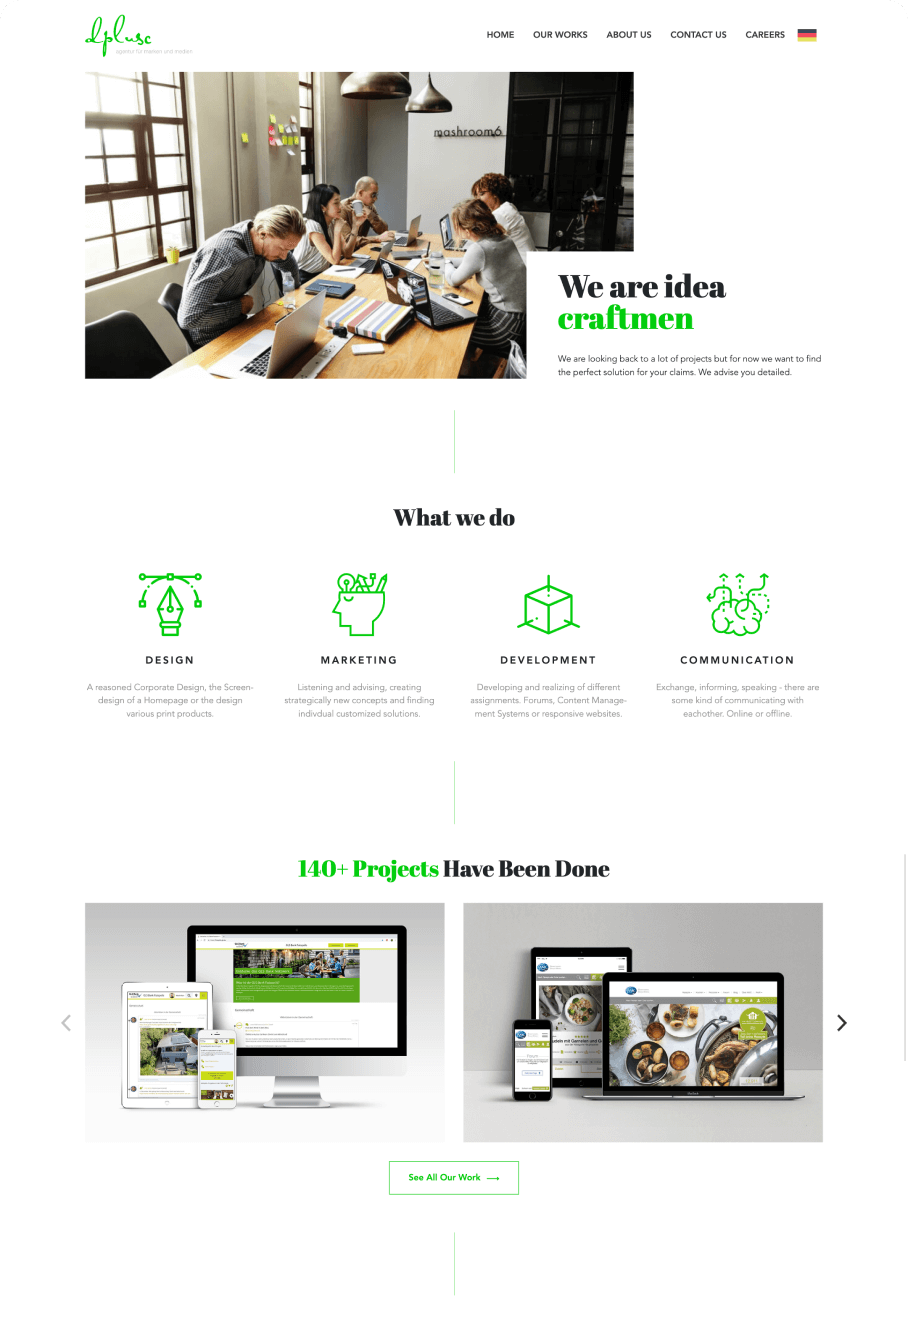 dplusc
agentur für marken und medien
HOME OUR WORKS ABOUT US CONTACT US CAREERS
mashroom6
We are idea
craftmen
We are looking back to a lot of projects but for now we want to find
the perfect solution for your claims. We advise you detailed.
What we do
DESIGN
A reasoned Corporate Design, the Screen-
design of a Homepage or the design
various print products.
MARKETING
Listening and advising, creating
strategically new concepts and finding
indivdual customized solutions.
DEVELOPMENT
Developing and realizing of different
assignments. Forums, Content Manage-
ment Systems or responsive websites.
COMMUNICATION
Exchange, informing, speaking - there are
some kind of communicating with
eachother. Online or offline.
140+ Projects Have Been Done
See All Our Work